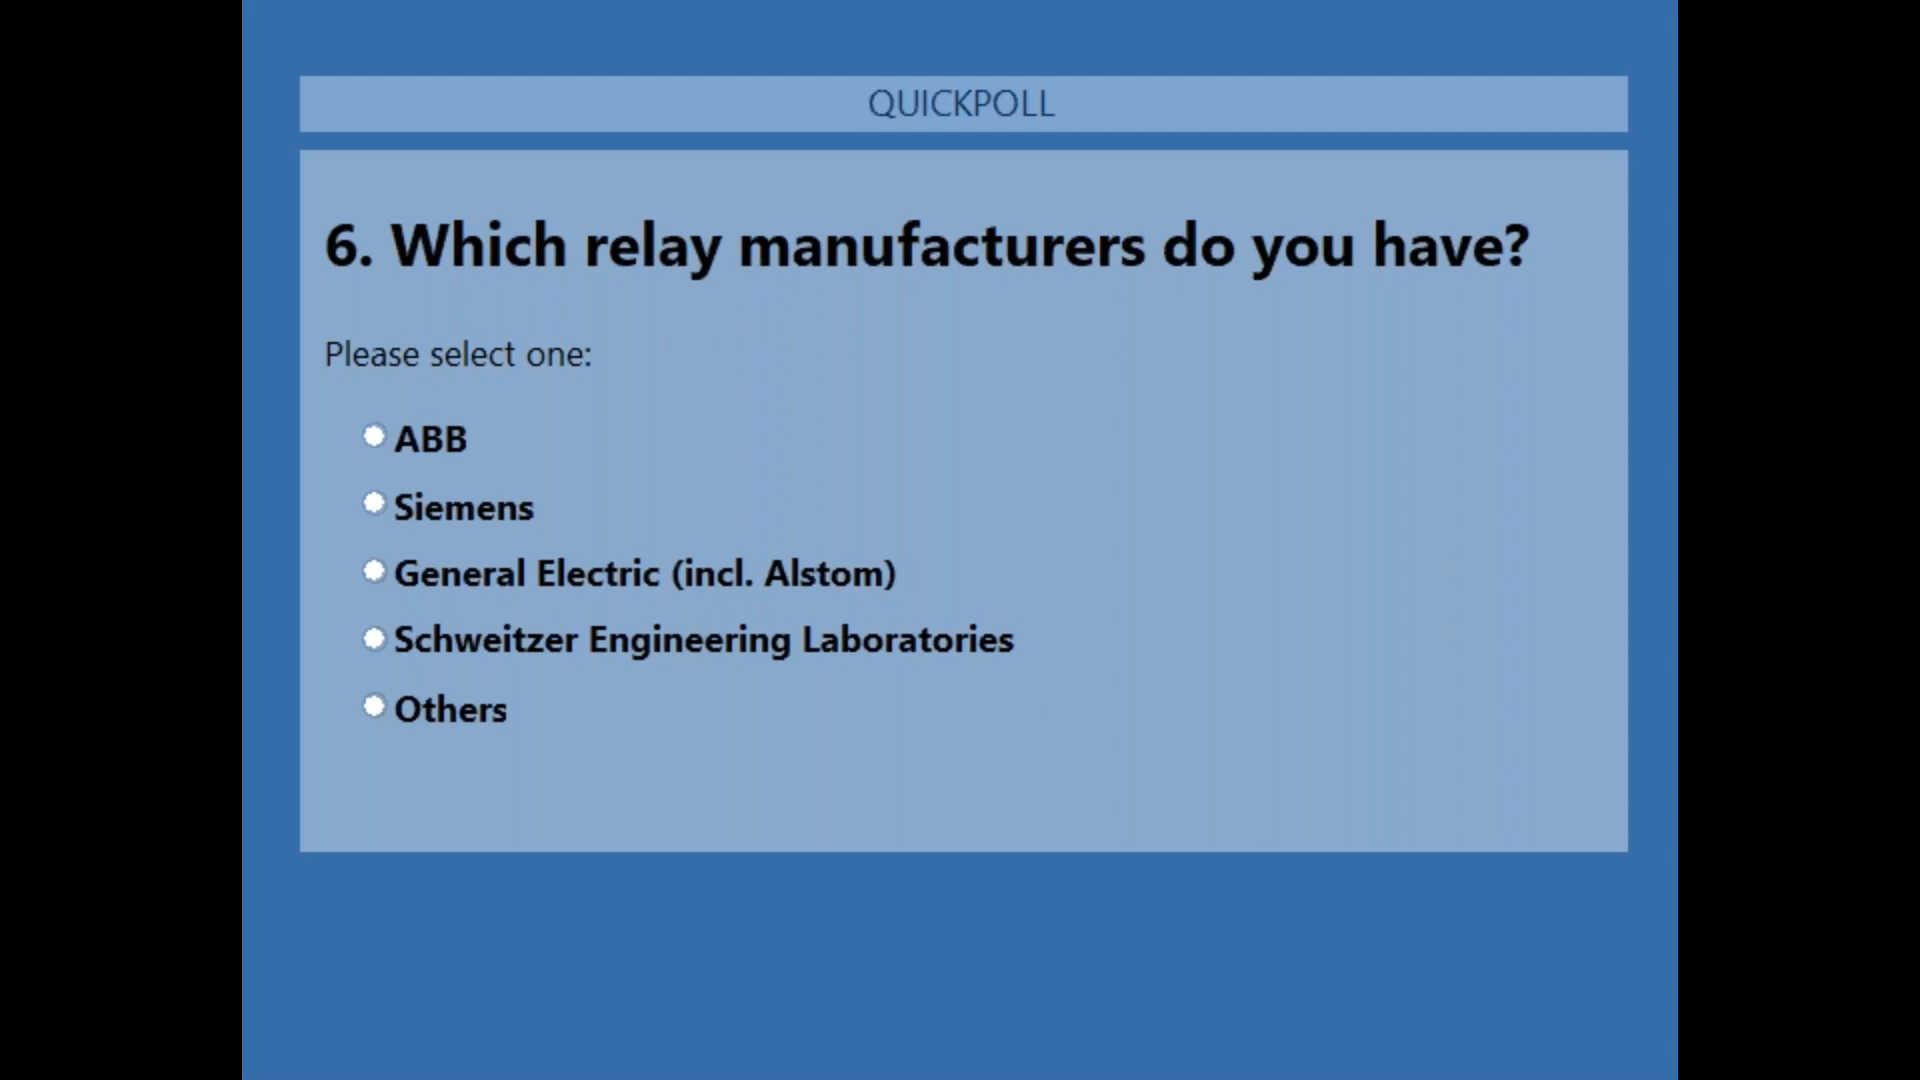 QUICKPOLL
6. Which relay manufacturers do you have?
Please select one:
ABB
Siemens
General Electric (incl. Alstom)
Schweitzer Engineering Laboratories
Others